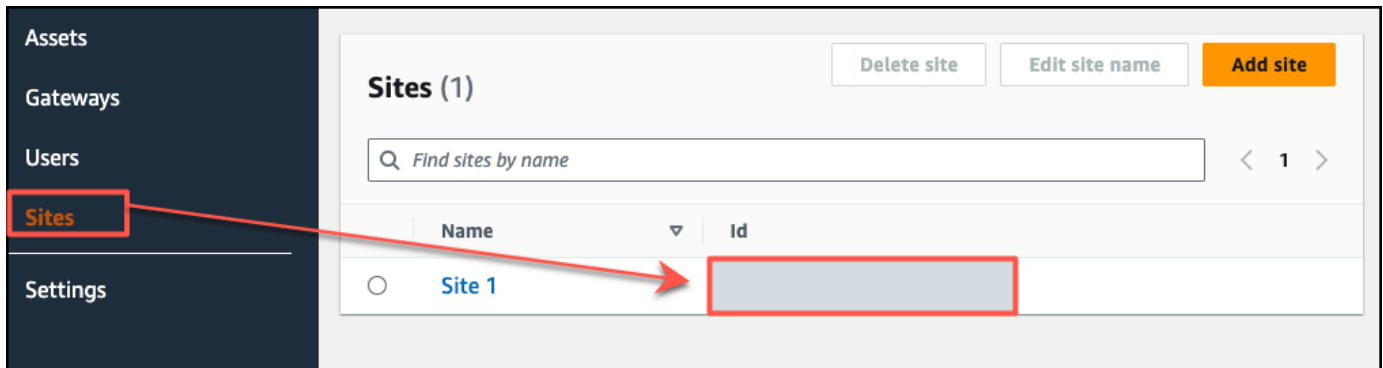 Assets
Gateways
Users
Sites
Settings
Sites (1)
Delete site
Edit site name
Add site
Find sites by name
1
Name
Id
Site 1